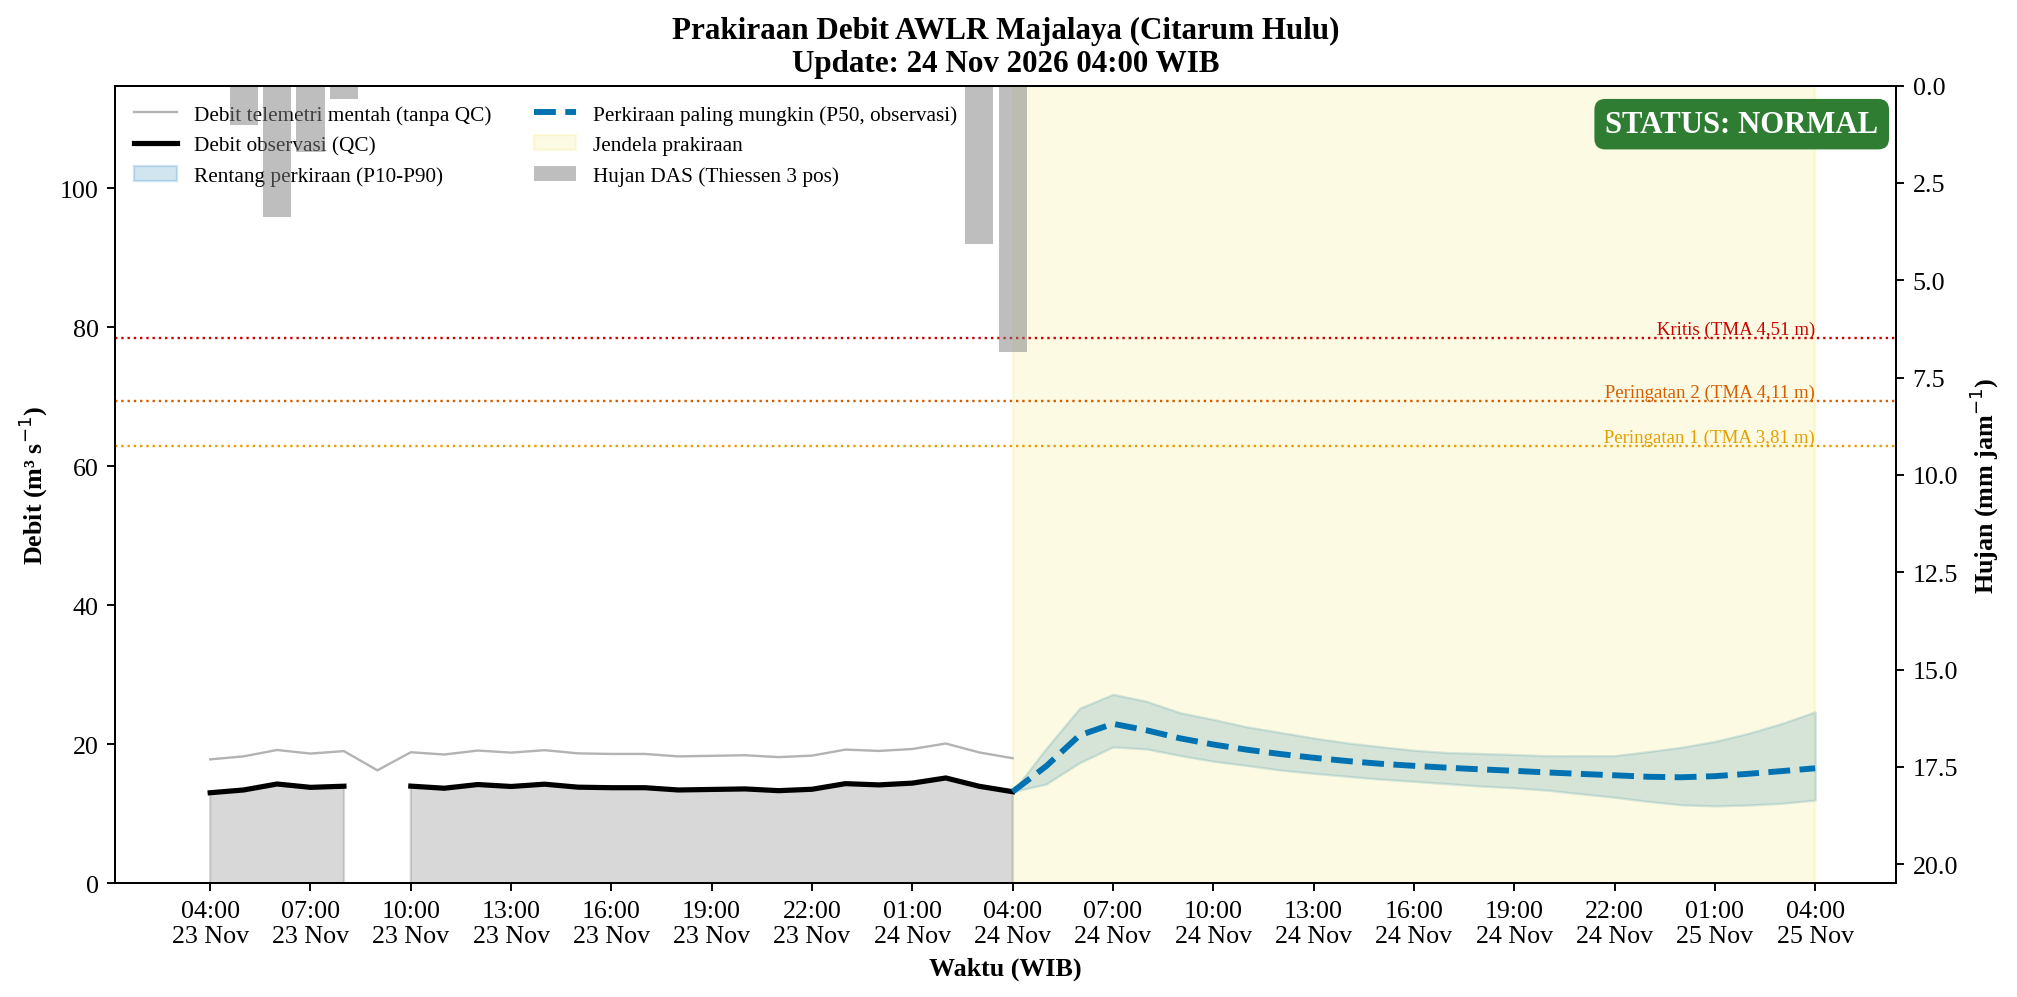 Prakiraan Debit AWLR Majalaya (Citarum Hulu)
Update: 24 Nov 2026 04:00 WIB
Debit telemetri mentah (tanpa QC)
Debit observasi (QC)
Rentang perkiraan (P10-P90)
Perkiraan paling mungkin (P50, observasi)
Jendela prakiraan
Hujan DAS (Thiessen 3 pos)
STATUS: NORMAL
Kritis (TMA 4,51 m)
Peringatan 2 (TMA 4,11 m)
Peringatan 1 (TMA 3,81 m)
Debit (m³ s⁻¹)
100
80
60
40
20
0
0.0
2.5
5.0
7.5
10.0
12.5
15.0
17.5
20.0
Hujan (mm jam⁻¹)
04:00 07:00 10:00 13:00 16:00 19:00 22:00 01:00 04:00 07:00 10:00 13:00 16:00 19:00 22:00 01:00 04:00
23 Nov 23 Nov 23 Nov 23 Nov 23 Nov 23 Nov 23 Nov 24 Nov 24 Nov 24 Nov 24 Nov 24 Nov 24 Nov 24 Nov 24 Nov 25 Nov 25 Nov
Waktu (WIB)